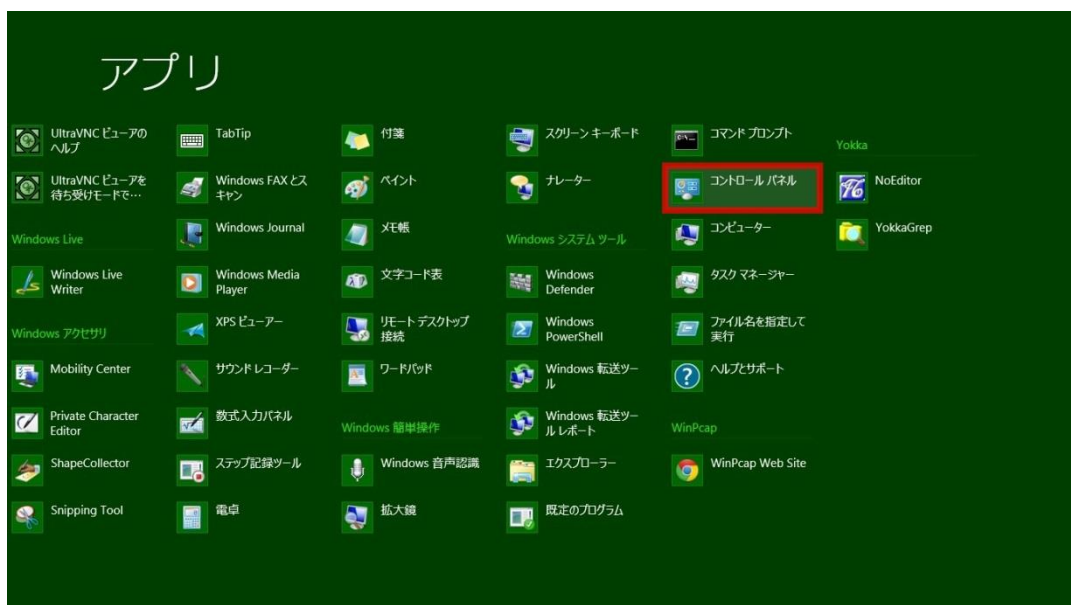 アプリ
UltraVNC ビューアの
ヘルプ
UltraVNC ビューアを
待ち受けモードで…
Windows Live
Windows Live
Writer
Windows アクセサリ
Mobility Center
Private Character
Editor
ShapeCollector
Snipping Tool
TabTip
Windows FAX とス
キャン
Windows Journal
Windows Media
Player
XPS ビューアー
サウンド レコーダー
数式入力パネル
ステップ記録ツール
電卓
付箋
ペイント
メモ帳
文字コード表
リモート デスクトップ
接続
ワードパッド
Windows 簡単操作
Windows 音声認識
拡大鏡
スクリーン キーボード
ナレーター
Windows システム ツール
Windows
Defender
Windows
PowerShell
Windows 転送ツー
ル
Windows 転送ツー
ル レポート
エクスプローラー
既定のプログラム
コマンド プロンプト
コントロール パネル
コンピューター
タスク マネージャー
ファイル名を指定して
実行
ヘルプとサポート
WinPcap
WinPcap Web Site
Yokka
NoEditor
YokkaGrep